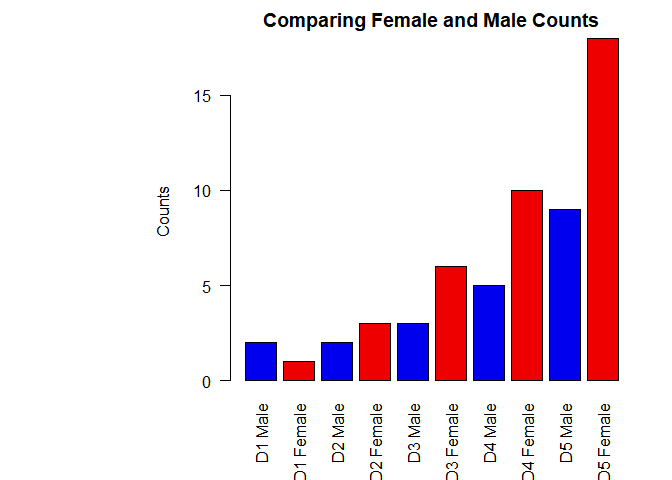 Comparing Female and Male Counts
Counts
15
10
5
0
D1 Male
D1 Female
D2 Male
D2 Female
D3 Male
D3 Female
D4 Male
D4 Female
D5 Male
D5 Female